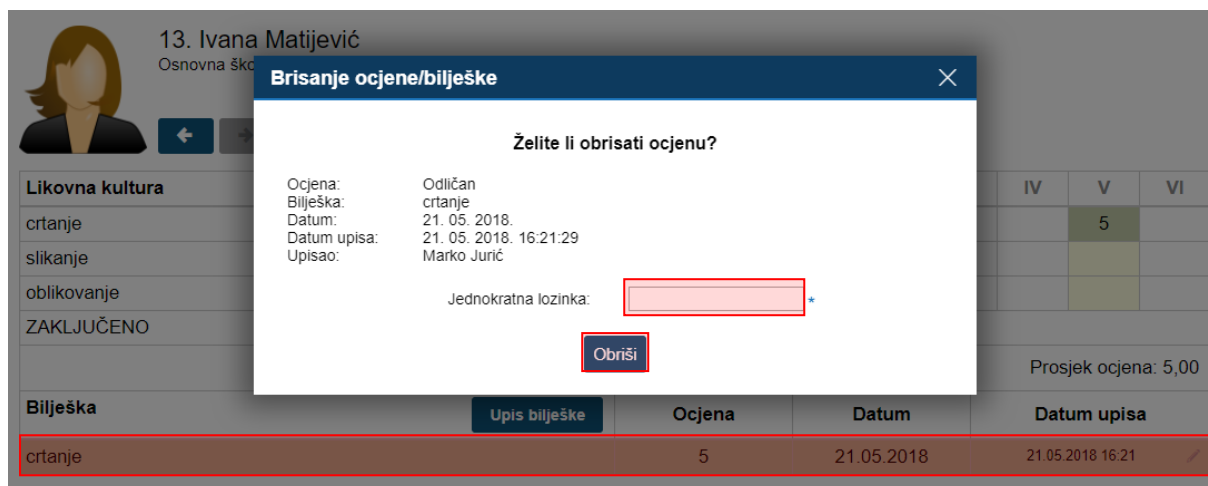 13. Ivana Matijević
Osnovna ško
Brisanje ocjene/bilješke
Želite li obrisati ocjenu?
Ocjena: Odličan
Bilješka: crtanje
Datum: 21. 05. 2018.
Datum upisa: 21. 05. 2018. 16:21:29
Upisao: Marko Jurić
Jednokratna lozinka: *
Obriši
Likovna kultura IV V VI
crtanje 5
slikanje
oblikovanje
ZAKLJUČENO
Prosjek ocjena: 5,00
Bilješka Upis bilješke Ocjena Datum Datum upisa
crtanje 5 21.05.2018 21.05.2018 16:21